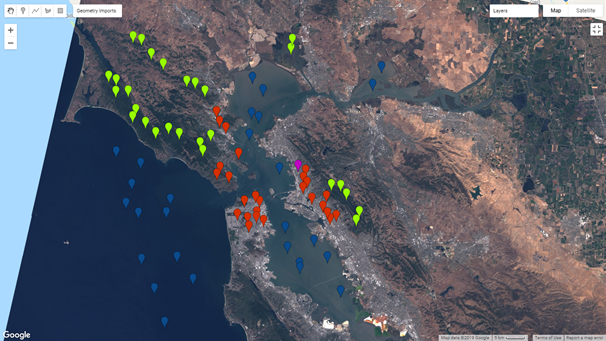 Geometry Imports
Layers
Map
Satellite
Google
Map data ©2019 Google
5 km
Terms of Use
Report a map error